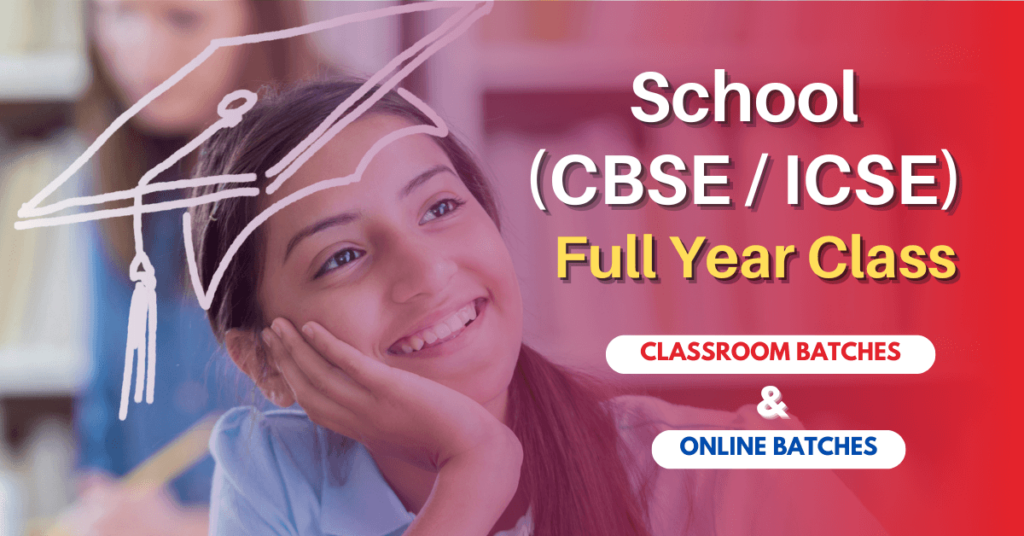 School
(CBSE / ICSE)
Full Year Class
CLASSROOM BATCHES
&
ONLINE BATCHES